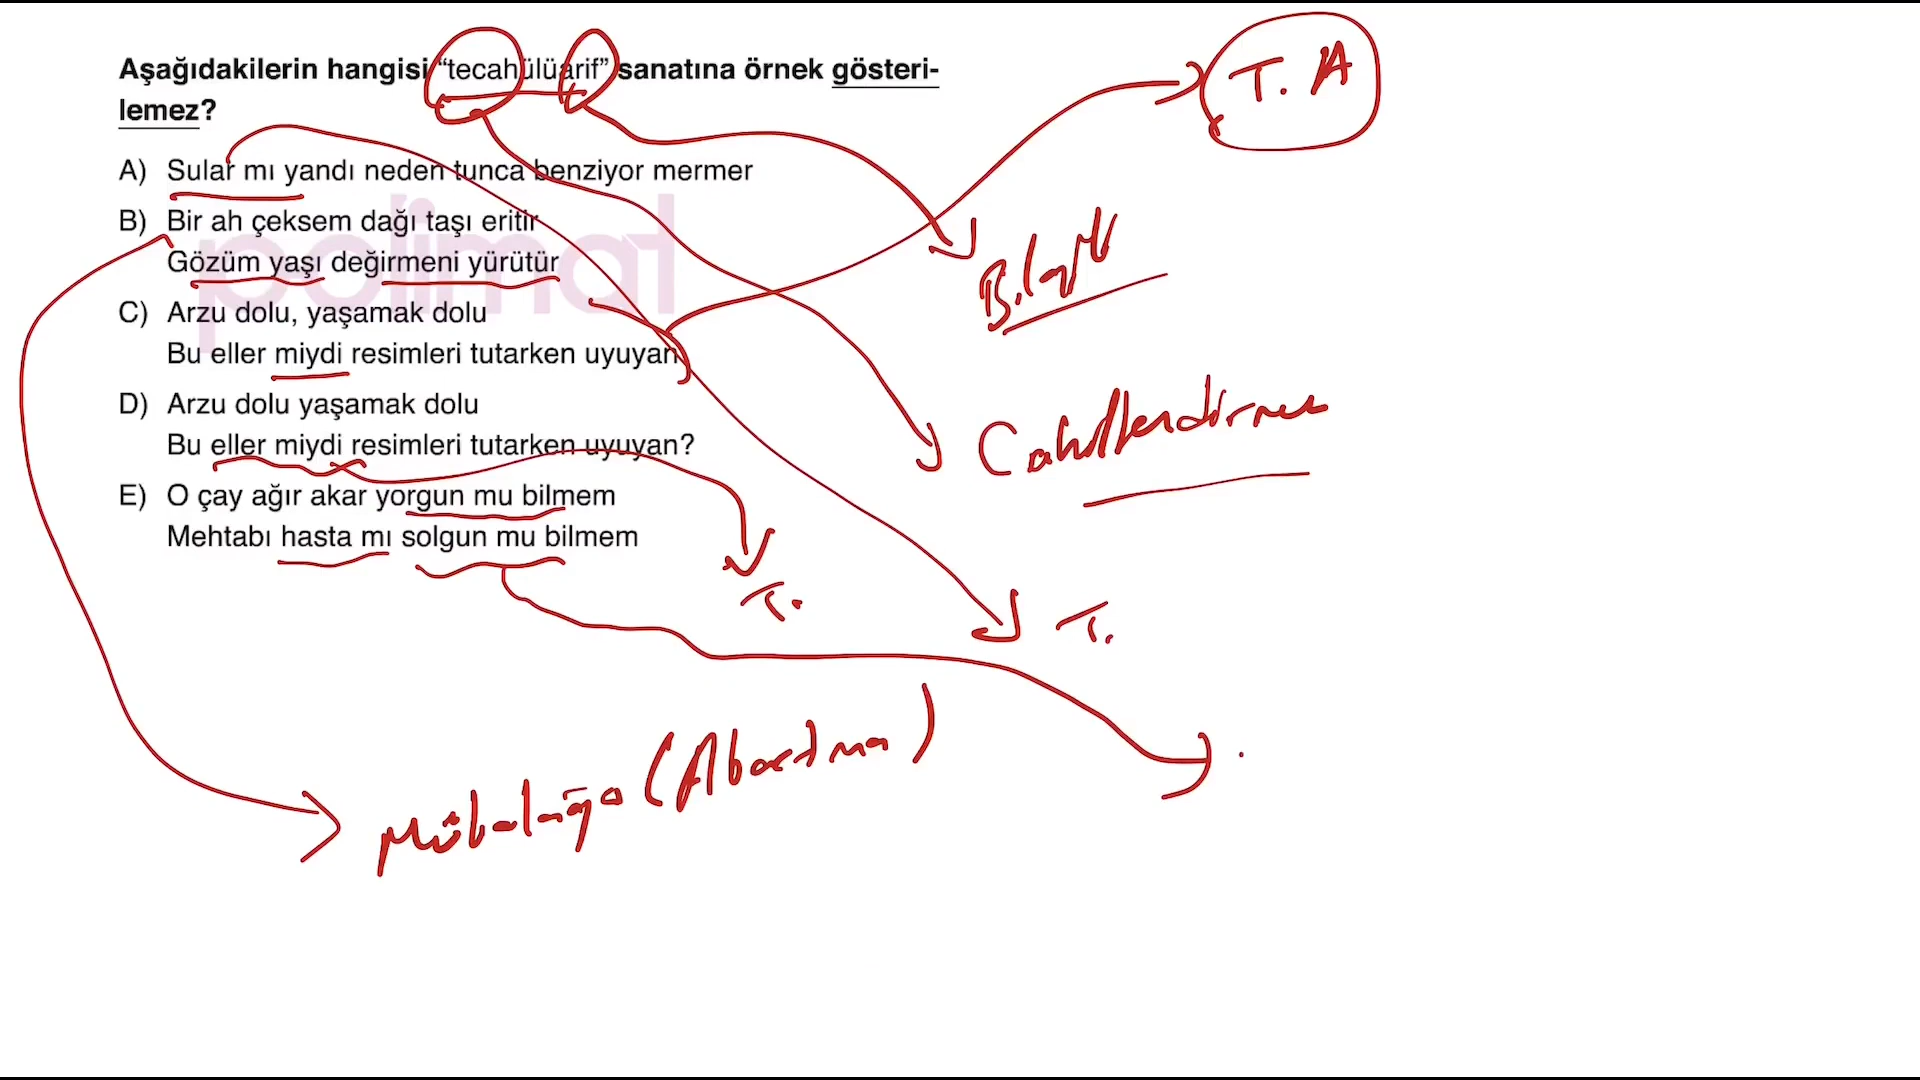 Aşağıdakilerin hangisi “tecahülüarif” sanatına örnek gösteri-
lemez?
A) Sular mı yandı neden tunca benziyor mermer
B) Bir ah çeksem dağı taşı eritir
Gözüm yaşı değirmeni yürütür
C) Arzu dolu, yaşamak dolu
Bu eller miydi resimleri tutarken uyuyan
D) Arzu dolu yaşamak dolu
Bu eller miydi resimleri tutarken uyuyan?
E) O çay ağır akar yorgun mu bilmem
Mehtabı hasta mı solgun mu bilmem
polimat
T. A
Cahillendirme
T.
T.
Mübalağa (Abartma)